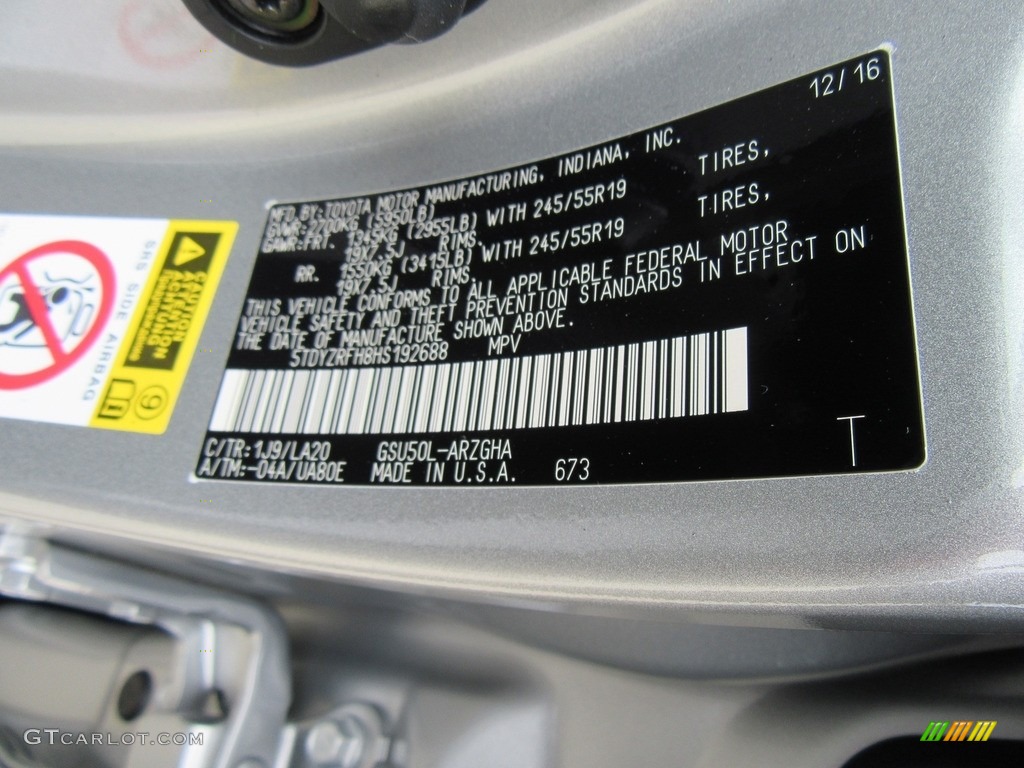 12/16
MFD.BY:TOYOTA MOTOR MANUFACTURING, INDIANA, INC.
GVWR:2700KG (5950LB)
GAWR:FRT. 1345KG (2955LB) WITH 245/55R19 TIRES,
19X7.5J RIMS,
RR. 1550KG (3415LB) WITH 245/55R19 TIRES,
19X7.5J RIMS,
THIS VEHICLE CONFORMS TO ALL APPLICABLE FEDERAL MOTOR
VEHICLE SAFETY AND THEFT PREVENTION STANDARDS IN EFFECT ON
THE DATE OF MANUFACTURE SHOWN ABOVE.
5TDYZRFH8HS192688 MPV
C/TR:1J9/LA20 GSU50L-ARZGHA
A/TM:-04A/UA80E MADE IN U.S.A. 673
T
SRS SIDE AIRBAG
CAUTION
9
GTCARLOT.COM